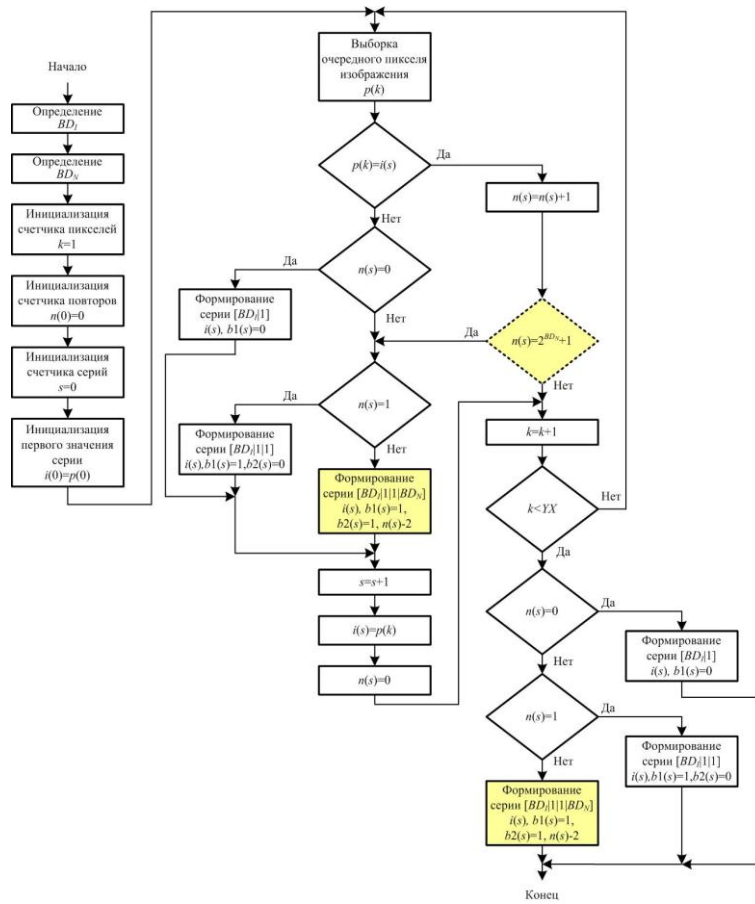 Начало
Определение
BD_I
Определение
BD_N
Инициализация
счетчика пикселей
k=1
Инициализация
счетчика повторов
n(0)=0
Инициализация
счетчика серий
s=0
Инициализация
первого значения
серии
i(0)=p(0)
Выборка
очередного пикселя
изображения
p(k)
p(k)=i(s)
Да
Нет
n(s)=n(s)+1
n(s)=0
Да
Нет
Формирование
серии [BD_I|1]
i(s), b1(s)=0
n(s)=2^{BD_N}+1
Да
Нет
n(s)=1
Да
Нет
Формирование
серии [BD_I|1|1]
i(s),b1(s)=1,b2(s)=0
Формирование
серии [BD_I|1|1|BD_N]
i(s), b1(s)=1,
b2(s)=1, n(s)-2
s=s+1
i(s)=p(k)
n(s)=0
k=k+1
k<YX
Нет
Да
n(s)=0
Да
Нет
Формирование
серии [BD_I|1]
i(s), b1(s)=0
n(s)=1
Да
Нет
Формирование
серии [BD_I|1|1]
i(s),b1(s)=1,b2(s)=0
Формирование
серии [BD_I|1|1|BD_N]
i(s), b1(s)=1,
b2(s)=1, n(s)-2
Конец